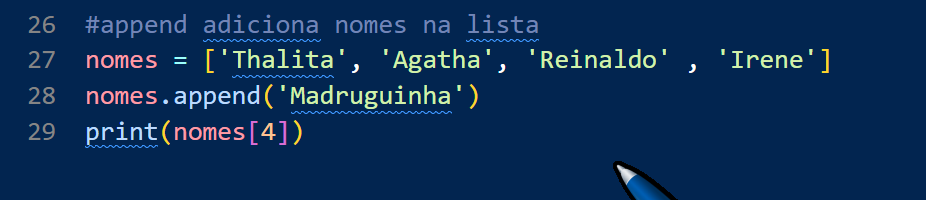 26 #append adiciona nomes na lista
27 nomes = ['Thalita', 'Agatha', 'Reinaldo' , 'Irene']
28 nomes.append('Madruguinha')
29 print(nomes[4])